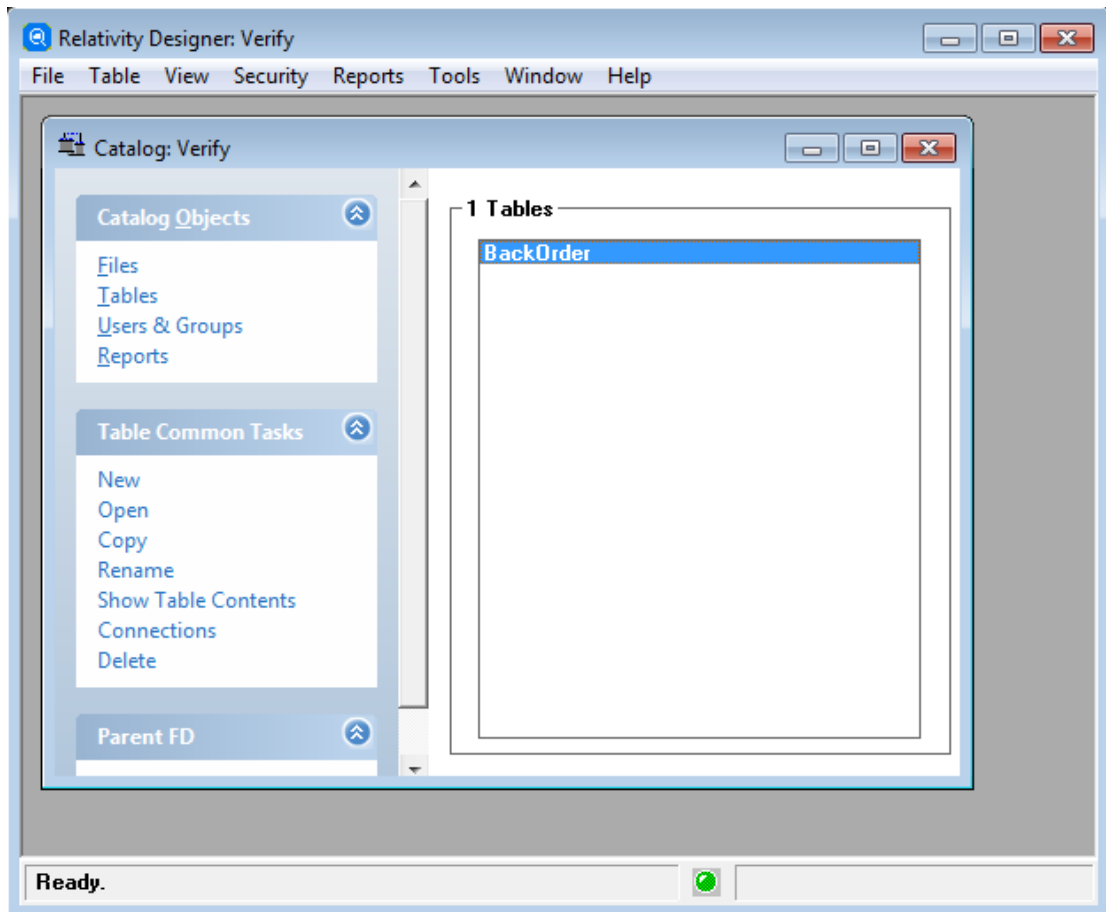 Relativity Designer: Verify
File Table View Security Reports Tools Window Help
Catalog: Verify
Catalog Objects
Files
Tables
Users & Groups
Reports
Table Common Tasks
New
Open
Copy
Rename
Show Table Contents
Connections
Delete
Parent FD
1 Tables
BackOrder
Ready.